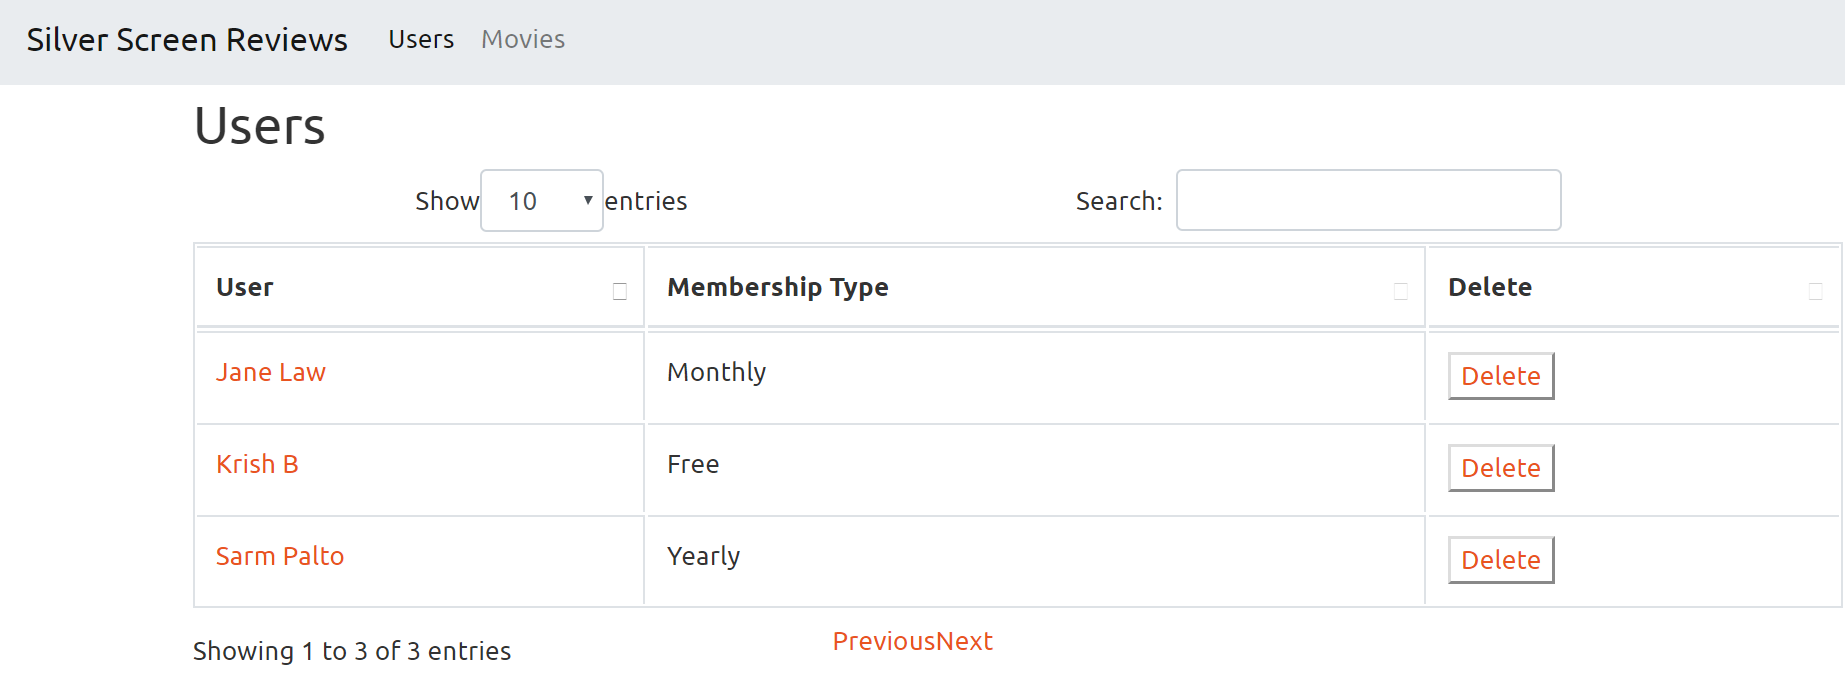 Silver Screen Reviews Users Movies
Users
Show 10 entries Search:
User Membership Type Delete
Jane Law Monthly Delete
Krish B Free Delete
Sarm Palto Yearly Delete
Showing 1 to 3 of 3 entries PreviousNext